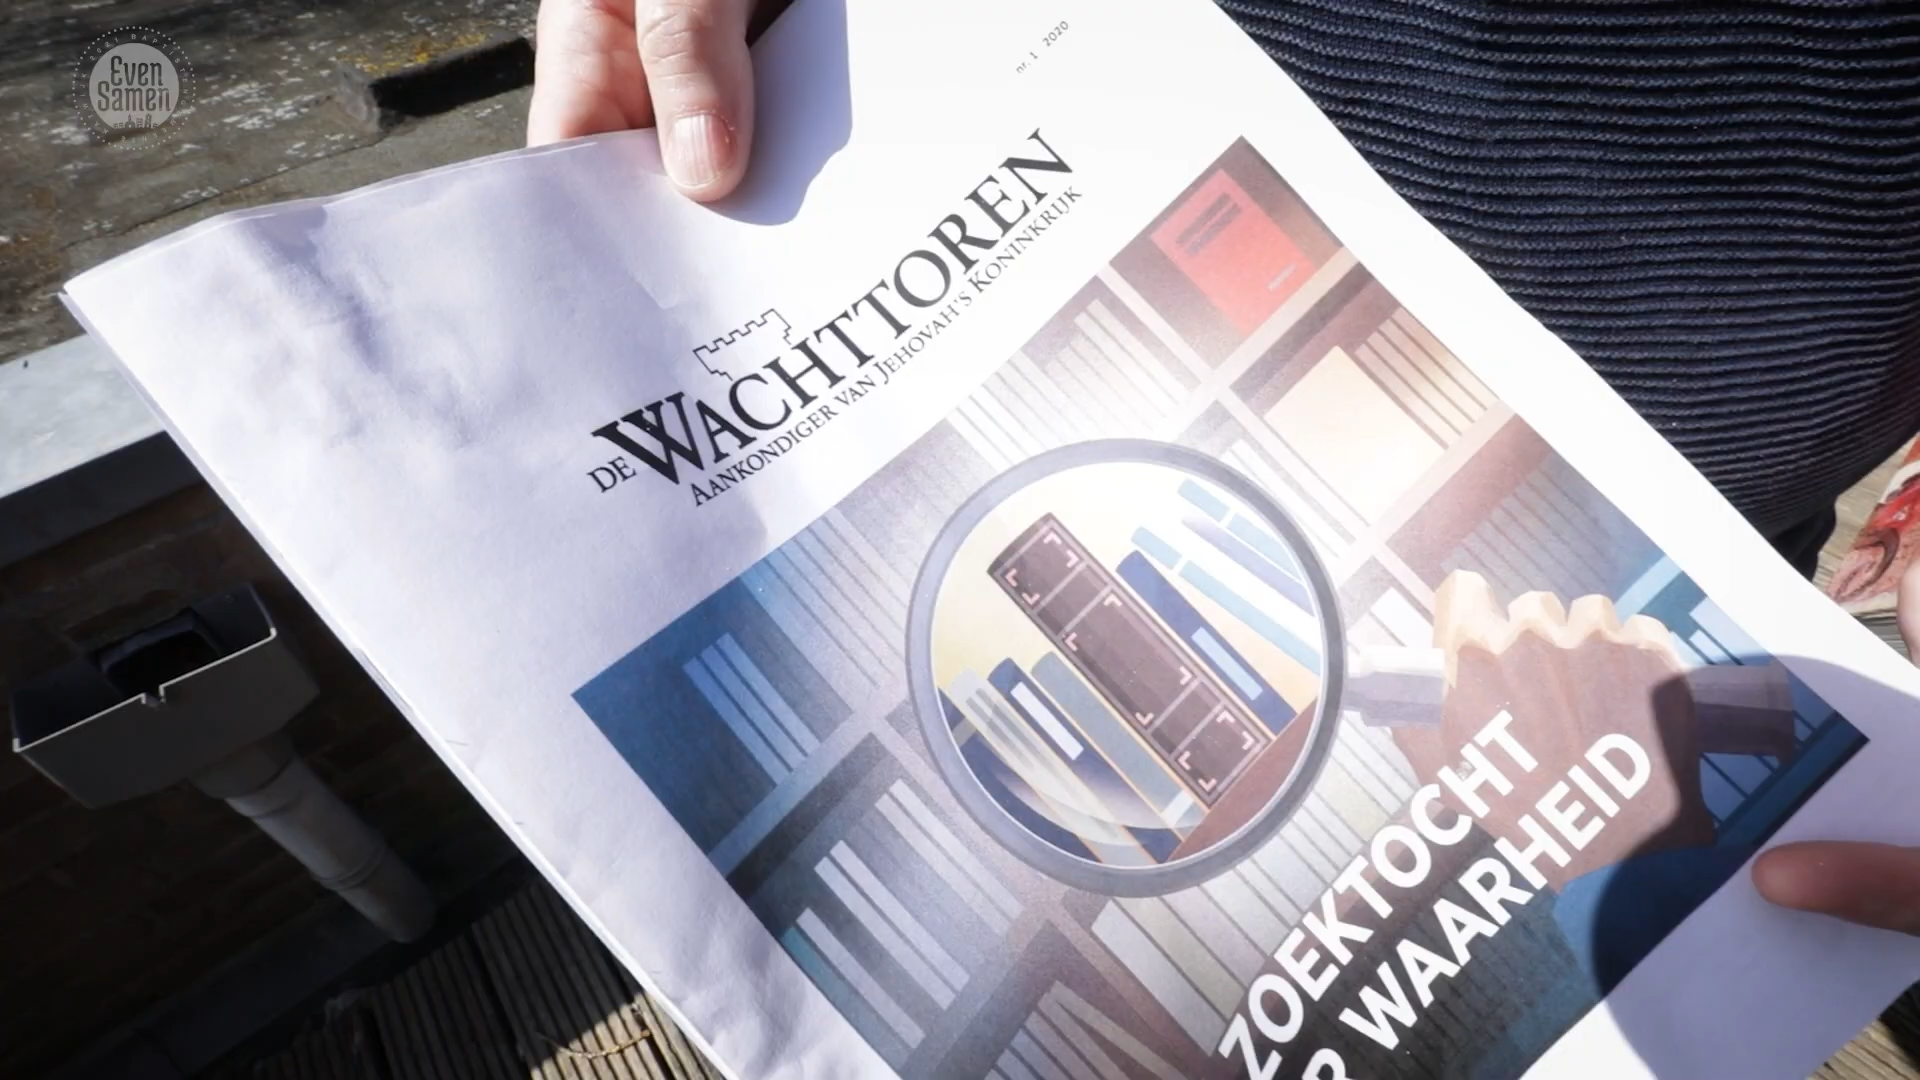 Even
Samen
nr. 1 2020
DE WACHTTOREN
AANKONDIGER VAN JEHOVAH'S KONINKRIJK
ZOEKTOCHT
WAARHEID